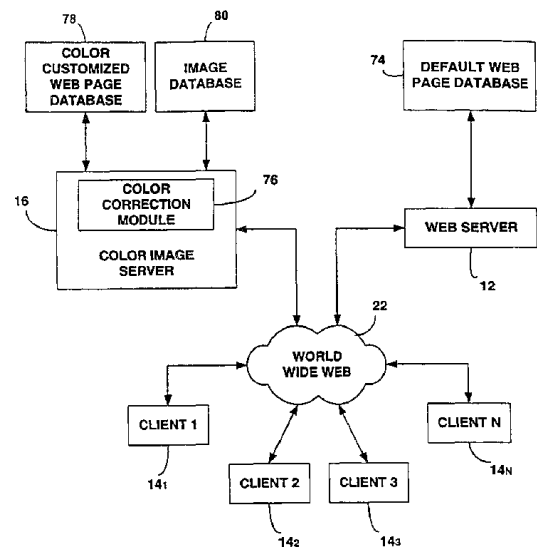 78
80
COLOR
CUSTOMIZED
WEB PAGE
DATABASE
IMAGE
DATABASE
74
DEFAULT WEB
PAGE DATABASE
16
COLOR
CORRECTION
MODULE
76
COLOR IMAGE
SERVER
WEB SERVER
12
22
WORLD
WIDE WEB
CLIENT 1
14₁
CLIENT 2
14₂
CLIENT 3
14₃
CLIENT N
14N